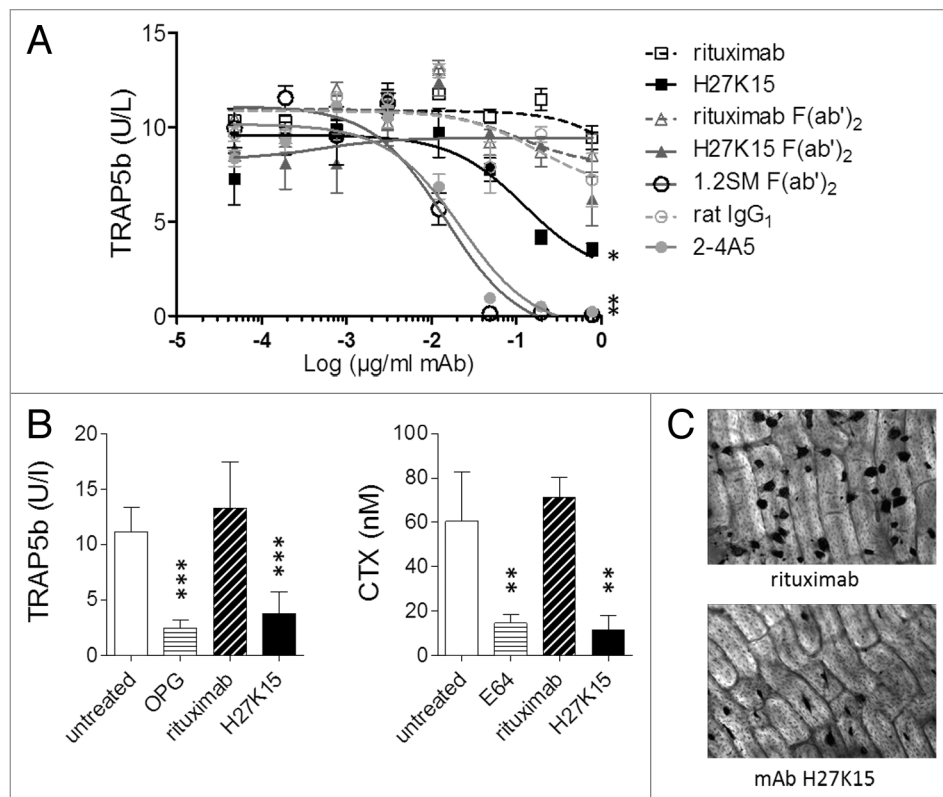 A
15
10
5
0
TRAP5b (U/L)
-5 -4 -3 -2 -1 0
Log (µg/ml mAb)
*
*
*
rituximab
H27K15
rituximab F(ab')₂
H27K15 F(ab')₂
1.2SM F(ab')₂
rat IgG₁
2-4A5
B
20
15
10
5
0
TRAP5b (U/l)
***
***
untreated
OPG
rituximab
H27K15
100
80
60
40
20
0
CTX (nM)
**
**
untreated
E64
rituximab
H27K15
C
rituximab
mAb H27K15